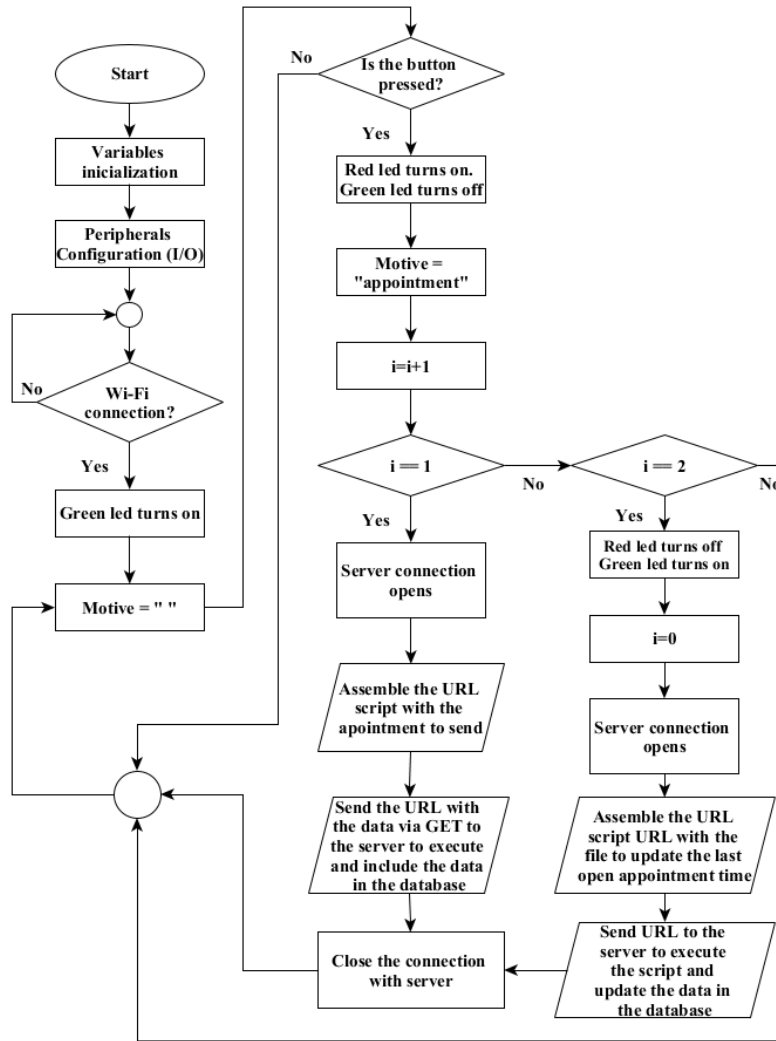 Start
Variables
inicialization
Peripherals
Configuration (I/O)
No
Wi-Fi
connection?
Yes
Green led turns on
Motive = " "
No
Is the button
pressed?
Yes
Red led turns on.
Green led turns off
Motive =
"appointment"
i=i+1
i == 1
No
Yes
Server connection
opens
Assemble the URL
script with the
apointment to send
Send the URL with
the data via GET to
the server to execute
and include the data
in the database
Close the connection
with server
i == 2
No
Yes
Red led turns off
Green led turns on
i=0
Server connection
opens
Assemble the URL
script URL with the
file to update the last
open appointment time
Send URL to the
server to execute
the script and
update the data in
the database